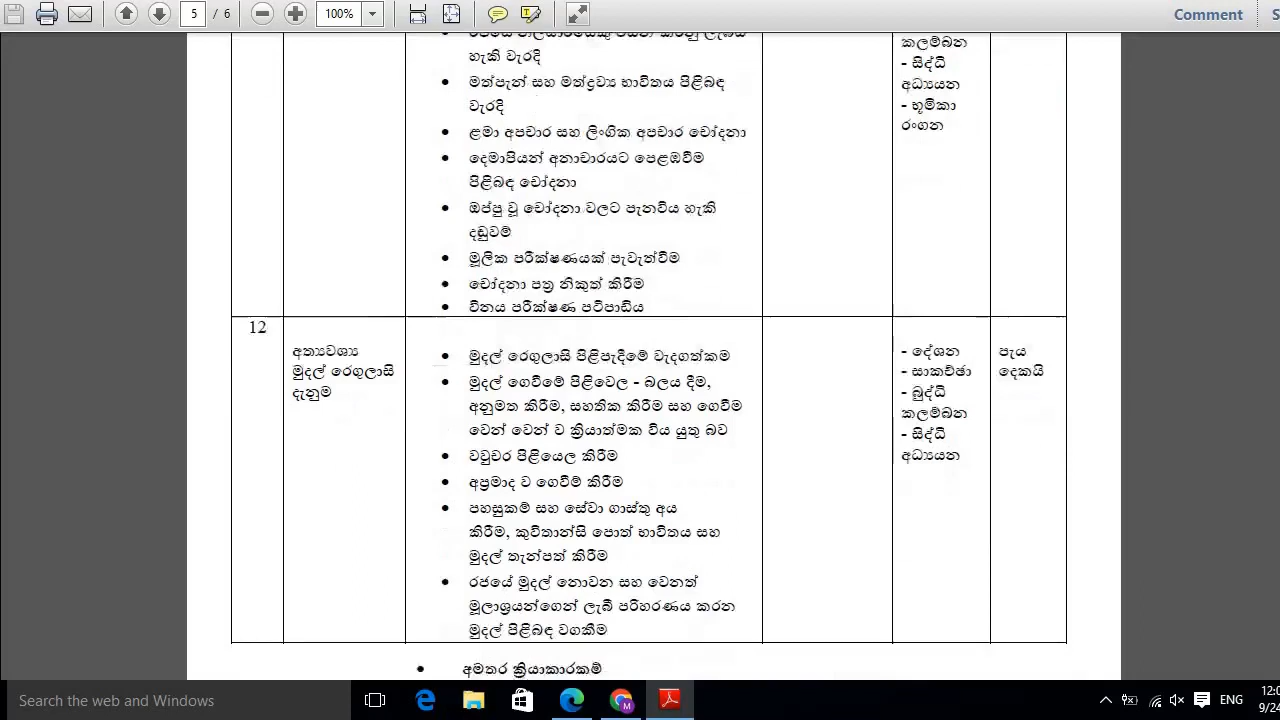 5 / 6
100%
Comment
කලම්බන
හැකි වැරදි
- සිද්ධි
මත්පැන් සහ මත්ද්‍රව්‍ය භාවිතය පිළිබඳ
අධ්‍යයන
වැරදි
- භූමිකා
රංගන
ළමා අපචාර සහ ලිංගික අපචාර චෝදනා
දෙමාපියන් අනාචාරයට පෙළඹවීම
පිළිබඳ චෝදනා
ඔප්පු වූ චෝදනා වලට පැනවිය හැකි
දඬුවම්
මූලික පරීක්ෂණයක් පැවැත්වීම
චෝදනා පත්‍ර නිකුත් කිරීම
විනය පරීක්ෂණ පටිපාඩිය
12
අත්‍යවශ්‍ය
මුදල් රෙගුලාසි
දැනුම
මුදල් රෙගුලාසි පිළිපැදීමේ වැදගත්කම
මුදල් ගෙවීමේ පිළිවෙල - බලය දීම,
අනුමත කිරීම, සහතික කිරීම සහ ගෙවීම
වෙන් වෙන් ව ක්‍රියාත්මක විය යුතු බව
වවුචර පිළියෙල කිරීම
අප්‍රමාද ව ගෙවීම් කිරීම
පහසුකම් සහ සේවා ගාස්තු අය
කිරීම, කුවිතාන්සි පොත් භාවිතය සහ
මුදල් තැන්පත් කිරීම
රජයේ මුදල් නොවන සහ වෙනත්
මූලාශ්‍රයන්ගෙන් ලැබී පරිහරණය කරන
මුදල් පිළිබඳ වගකීම
- දේශන
- සාකච්ඡා
- බුද්ධි
කලම්බන
- සිද්ධි
අධ්‍යයන
පැය
දෙකයි
අමතර ක්‍රියාකාරකම්
Search the web and Windows
ENG
12:0
9/24